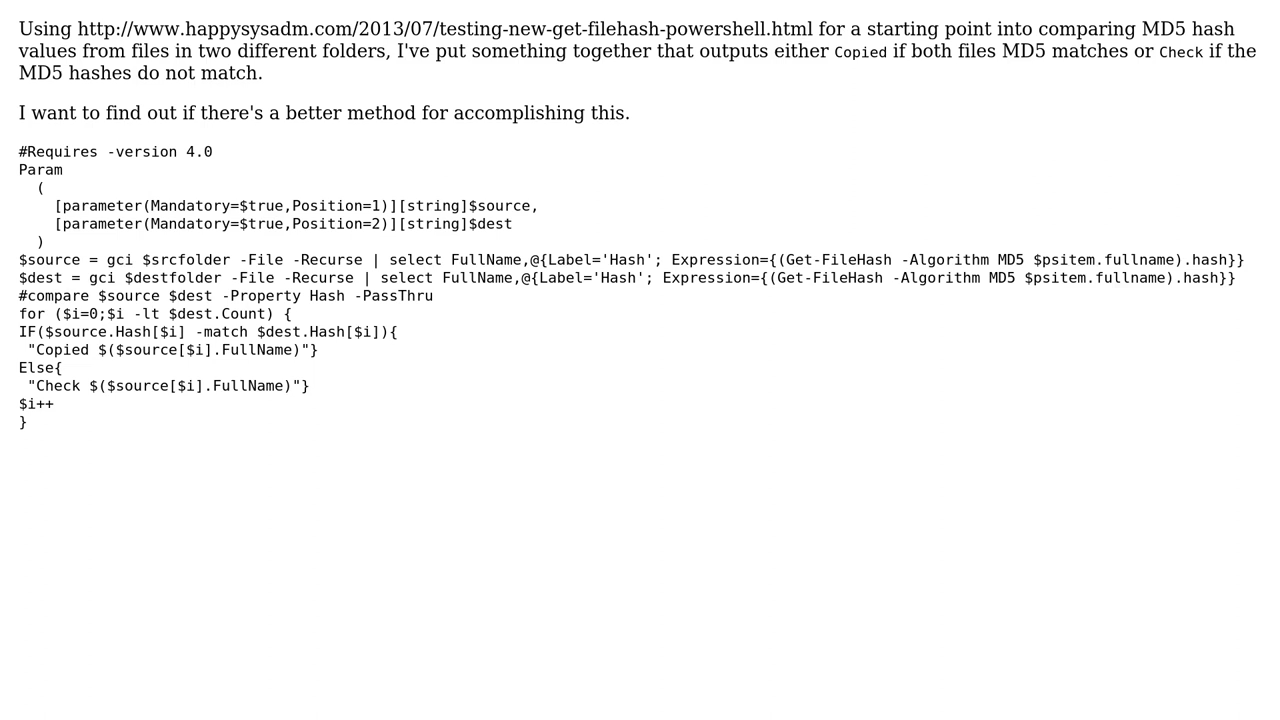 Using http://www.happysysadm.com/2013/07/testing-new-get-filehash-powershell.html for a starting point into comparing MD5 hash
values from files in two different folders, I've put something together that outputs either Copied if both files MD5 matches or Check if the
MD5 hashes do not match.
I want to find out if there's a better method for accomplishing this.
#Requires -version 4.0
Param
  (
    [parameter(Mandatory=$true,Position=1)][string]$source,
    [parameter(Mandatory=$true,Position=2)][string]$dest
  )
$source = gci $srcfolder -File -Recurse | select FullName,@{Label='Hash'; Expression={(Get-FileHash -Algorithm MD5 $psitem.fullname).hash}}
$dest = gci $destfolder -File -Recurse | select FullName,@{Label='Hash'; Expression={(Get-FileHash -Algorithm MD5 $psitem.fullname).hash}}
#compare $source $dest -Property Hash -PassThru
for ($i=0;$i -lt $dest.Count) {
IF($source.Hash[$i] -match $dest.Hash[$i]){
 "Copied $($source[$i].FullName)"}
Else{
 "Check $($source[$i].FullName)"}
$i++
}